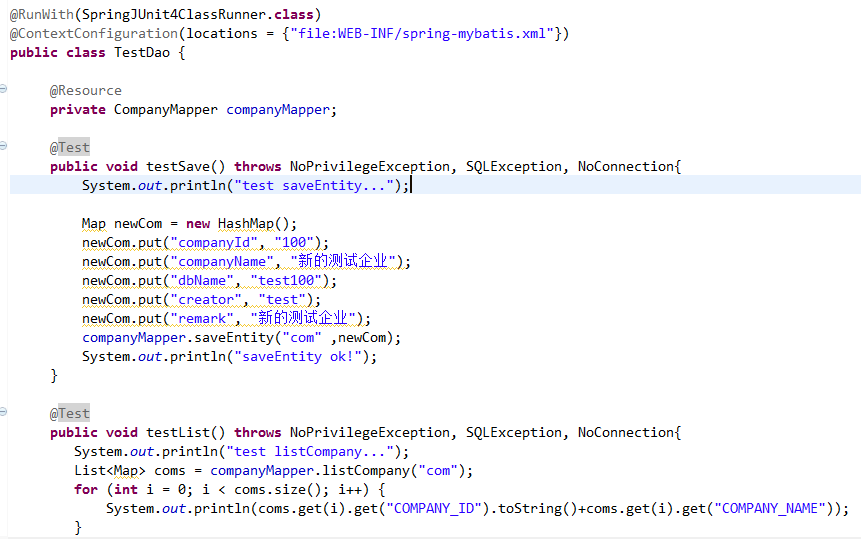 @RunWith(SpringJUnit4ClassRunner.class)
@ContextConfiguration(locations = {"file:WEB-INF/spring-mybatis.xml"})
public class TestDao {
@Resource
private CompanyMapper companyMapper;
@Test
public void testSave() throws NoPrivilegeException, SQLException, NoConnection{
System.out.println("test saveEntity...");
Map newCom = new HashMap();
newCom.put("companyId", "100");
newCom.put("companyName", "新的测试企业");
newCom.put("dbName", "test100");
newCom.put("creator", "test");
newCom.put("remark", "新的测试企业");
companyMapper.saveEntity("com" ,newCom);
System.out.println("saveEntity ok!");
}
@Test
public void testList() throws NoPrivilegeException, SQLException, NoConnection{
System.out.println("test listCompany...");
List<Map> coms = companyMapper.listCompany("com");
for (int i = 0; i < coms.size(); i++) {
System.out.println(coms.get(i).get("COMPANY_ID").toString()+coms.get(i).get("COMPANY_NAME"));
}